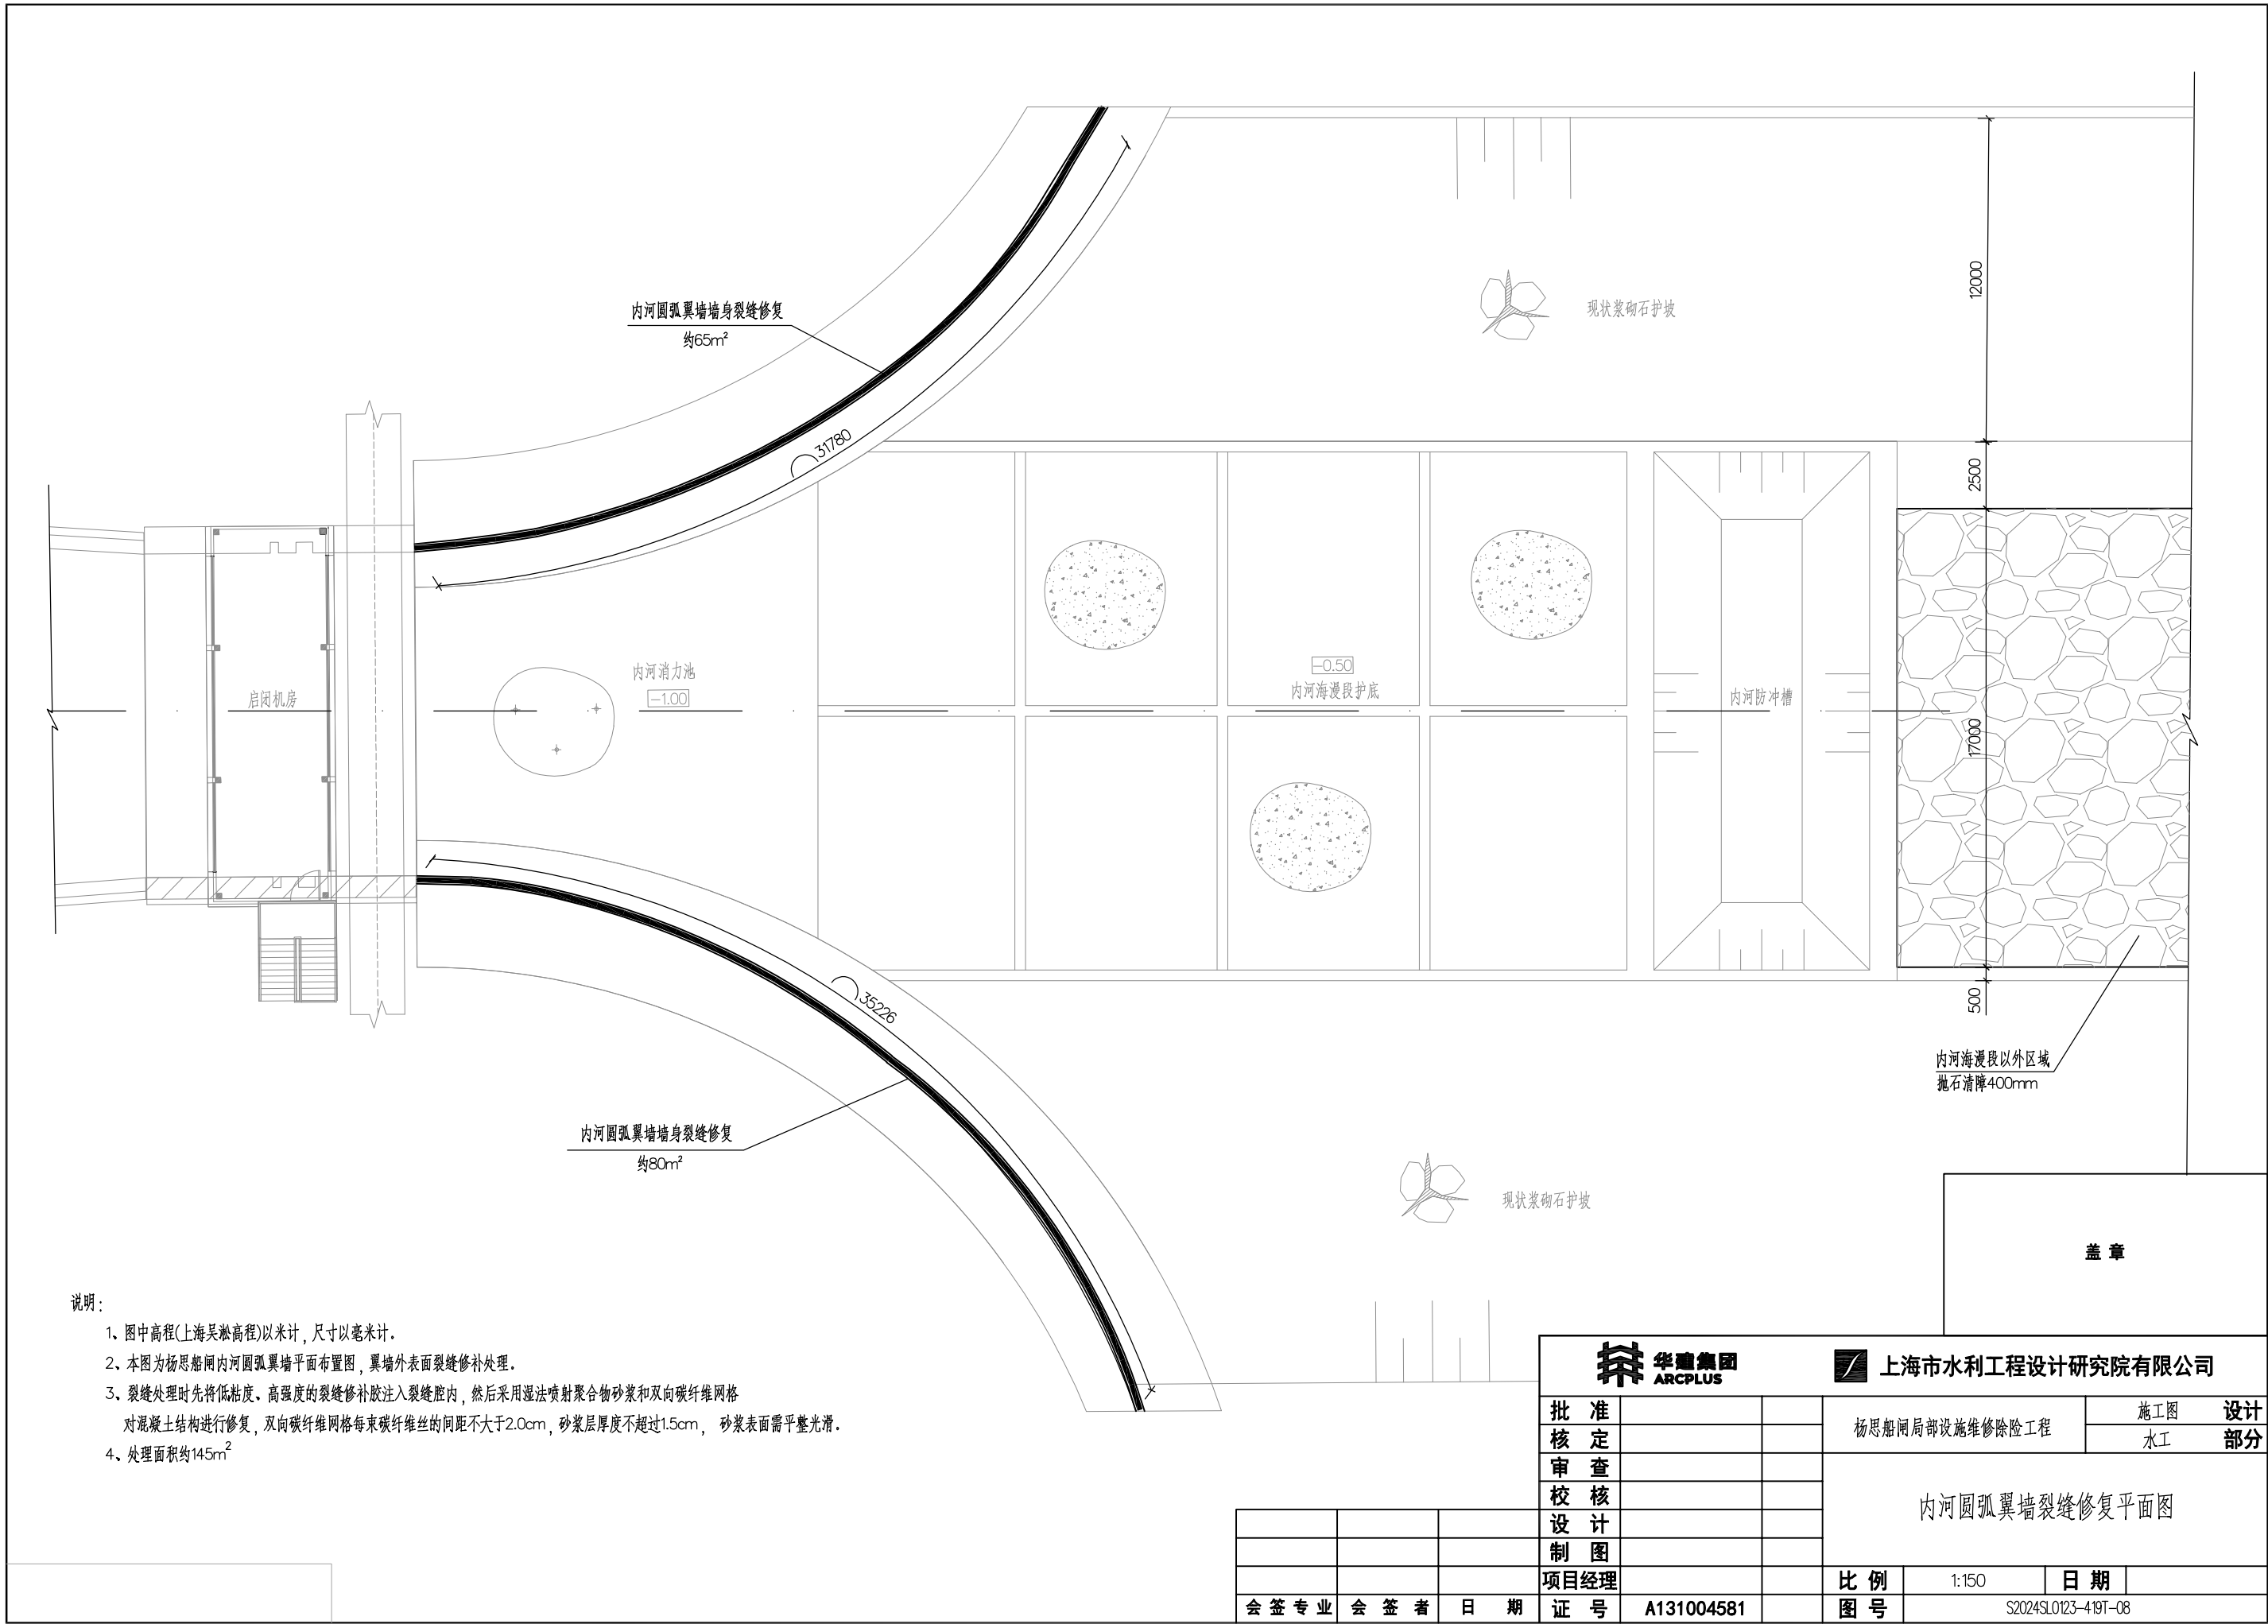 12000
内河圆弧翼墙墙身裂缝修复
约65m²
现状浆砌石护坡
31780
2500
内河消力池
-1.00
启闭机房
-0.50
内河海漫段护底
内河防冲槽
17000
35226
500
内河海漫段以外区域
抛石清障400mm
内河圆弧翼墙墙身裂缝修复
约80m²
现状浆砌石护坡
盖 章
说明：
1、图中高程(上海吴淞高程)以米计，尺寸以毫米计。
2、本图为杨思船闸内河圆弧翼墙平面布置图，翼墙外表面裂缝修补处理。
3、裂缝处理时先将低粘度、高强度的裂缝修补胶注入裂缝腔内，然后采用湿法喷射聚合物砂浆和双向碳纤维网格
对混凝土结构进行修复，双向碳纤维网格每束碳纤维丝的间距不大于2.0cm，砂浆层厚度不超过1.5cm， 砂浆表面需平整光滑。
4、处理面积约145m²
华建集团
ARCPLUS
上海市水利工程设计研究院有限公司
批 准
核 定
审 查
校 核
设 计
制 图
项目经理
证 号 A131004581
杨思船闸局部设施维修除险工程
施工图 设计
水工 部分
内河圆弧翼墙裂缝修复平面图
比 例 1:150 日 期
图 号 S2024SL0123-419T-08
会 签 专 业 会 签 者 日 期